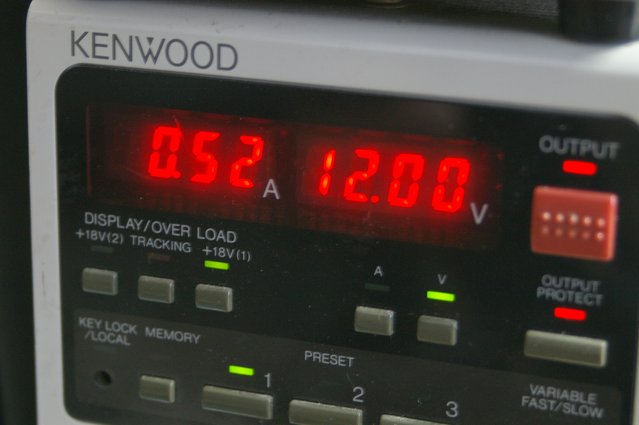 KENWOOD
0.52 A 12.00 V
OUTPUT
DISPLAY/OVER LOAD
+18V(2) TRACKING +18V(1)
A V
OUTPUT
PROTECT
KEY LOCK
/LOCAL
MEMORY
PRESET
1 2 3
VARIABLE
FAST/SLOW